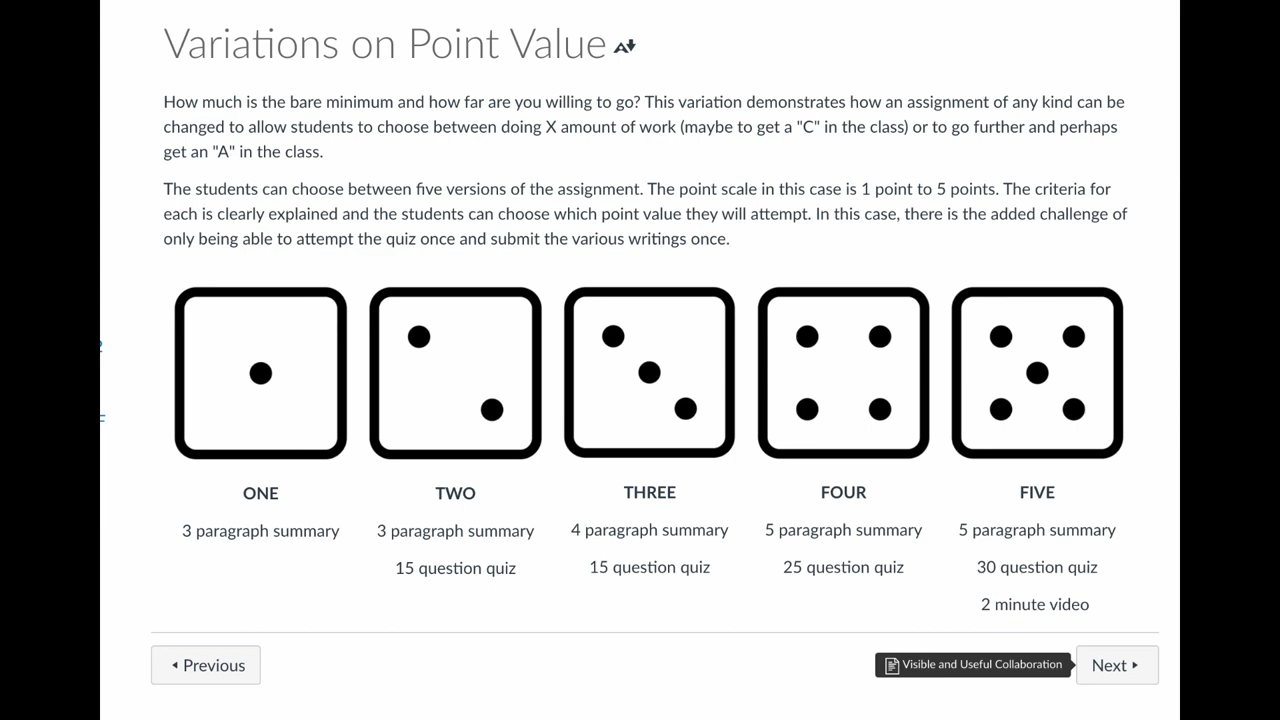 Variations on Point Value
How much is the bare minimum and how far are you willing to go? This variation demonstrates how an assignment of any kind can be
changed to allow students to choose between doing X amount of work (maybe to get a "C" in the class) or to go further and perhaps
get an "A" in the class.
The students can choose between five versions of the assignment. The point scale in this case is 1 point to 5 points. The criteria for
each is clearly explained and the students can choose which point value they will attempt. In this case, there is the added challenge of
only being able to attempt the quiz once and submit the various writings once.
ONE
3 paragraph summary
TWO
3 paragraph summary
15 question quiz
THREE
4 paragraph summary
15 question quiz
FOUR
5 paragraph summary
25 question quiz
FIVE
5 paragraph summary
30 question quiz
2 minute video
Previous
Visible and Useful Collaboration
Next